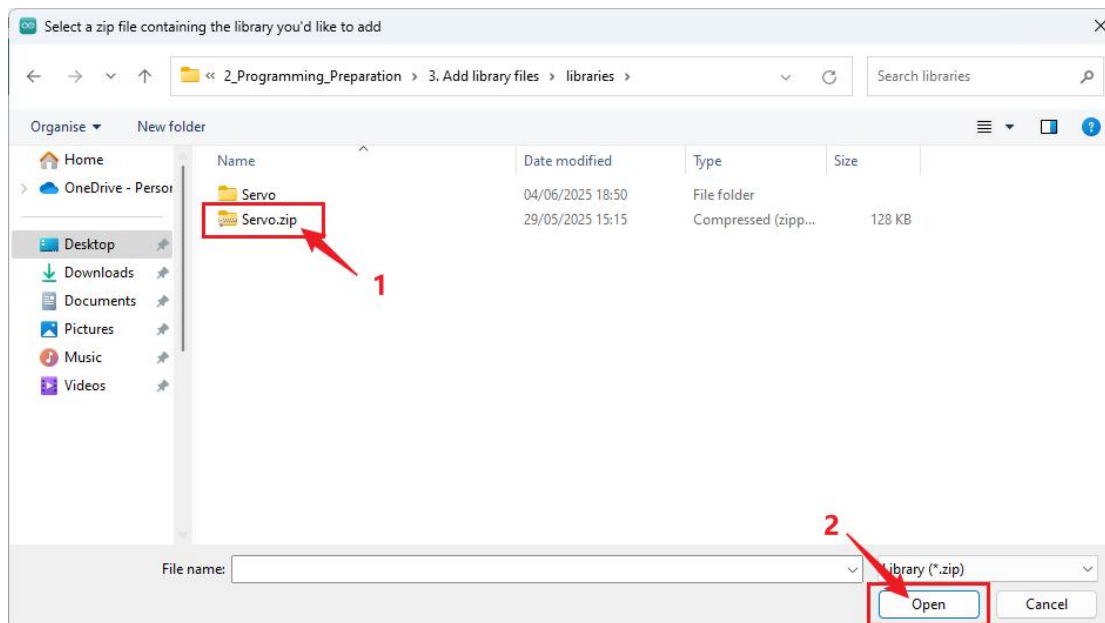 Select a zip file containing the library you'd like to add
« 2_Programming_Preparation › 3. Add library files › libraries ›
Search libraries
Organise
New folder
Home
OneDrive - Persor
Desktop
Downloads
Documents
Pictures
Music
Videos
Name Date modified Type Size
Servo 04/06/2025 18:50 File folder
Servo.zip 29/05/2025 15:15 Compressed (zipp... 128 KB
1
2
File name:
Library (*.zip)
Open
Cancel